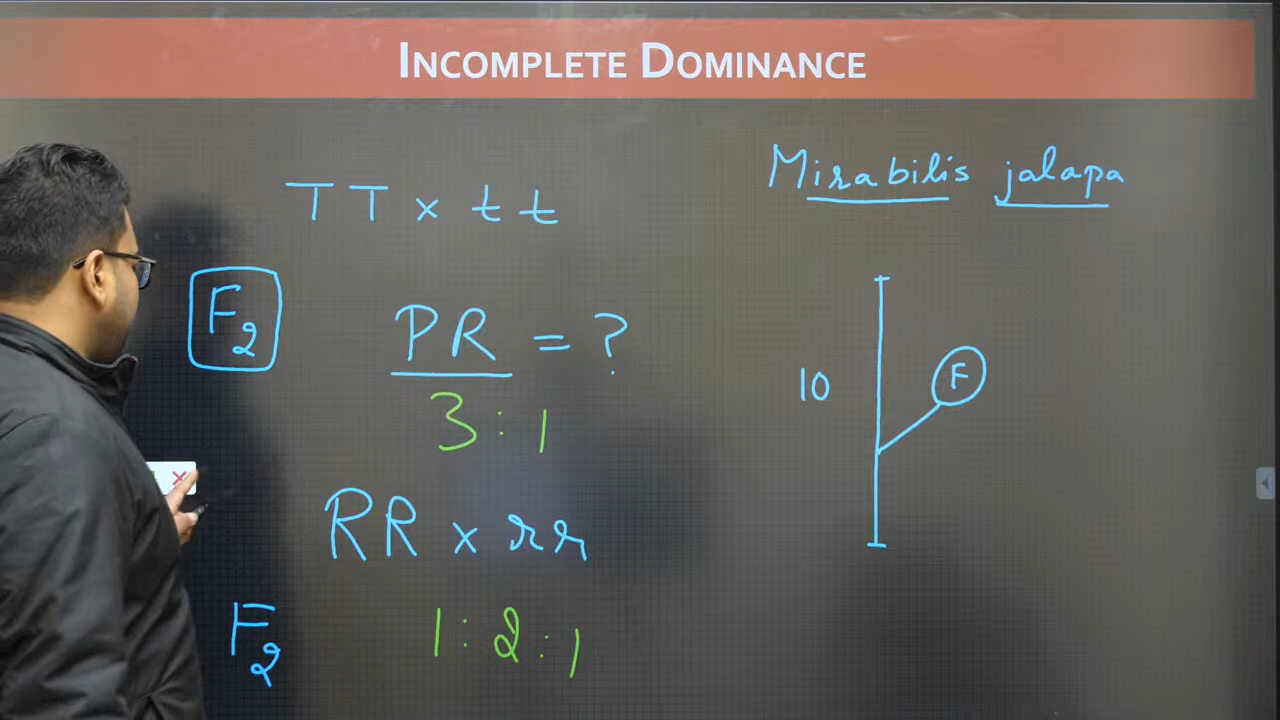 INCOMPLETE DOMINANCE
TT x tt
Mirabilis jalapa
F2
PR = ?
3 : 1
10
F
RR x rr
F2
1 : 2 : 1